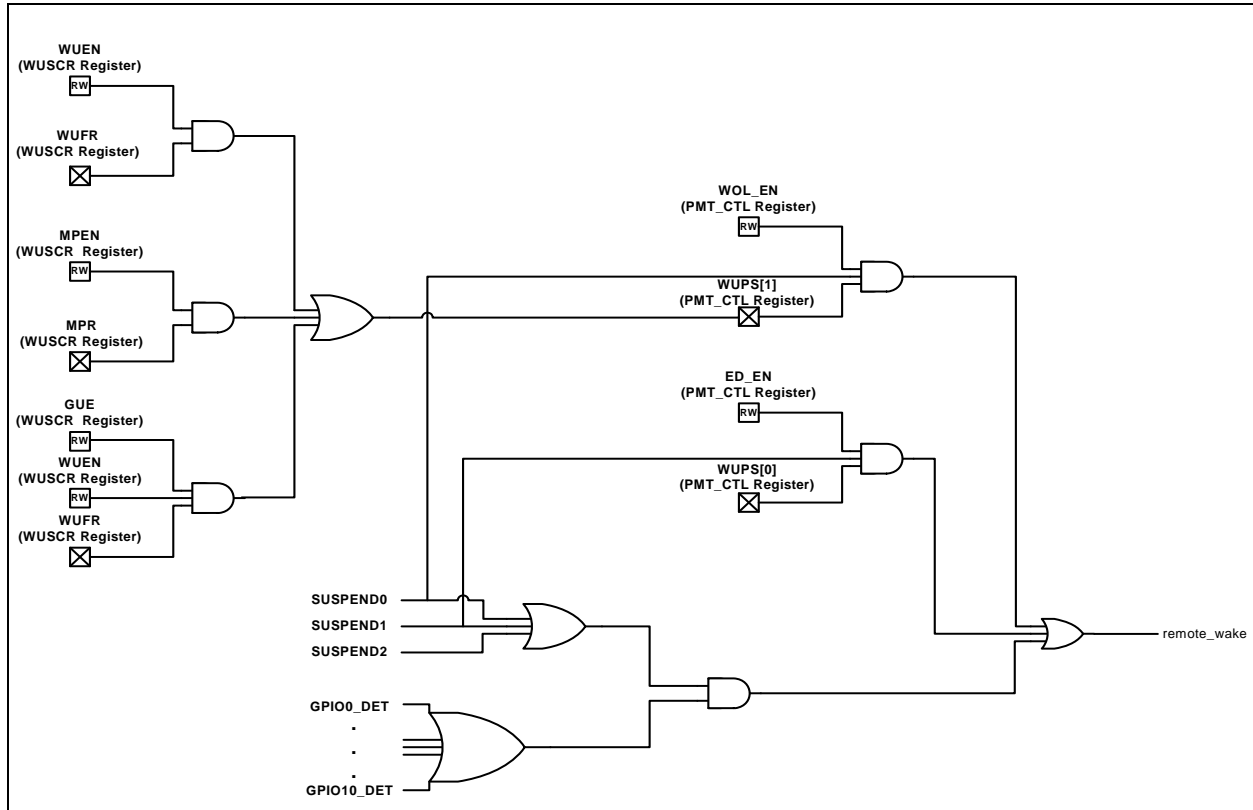 WUEN
(WUSCR Register)
RW
WUFR
(WUSCR Register)
MPEN
(WUSCR Register)
RW
MPR
(WUSCR Register)
GUE
(WUSCR Register)
RW
WUEN
(WUSCR Register)
RW
WUFR
(WUSCR Register)
WOL_EN
(PMT_CTL Register)
RW
WUPS[1]
(PMT_CTL Register)
ED_EN
(PMT_CTL Register)
RW
WUPS[0]
(PMT_CTL Register)
SUSPEND0
SUSPEND1
SUSPEND2
GPIO0_DET
.
.
.
GPIO10_DET
remote_wake